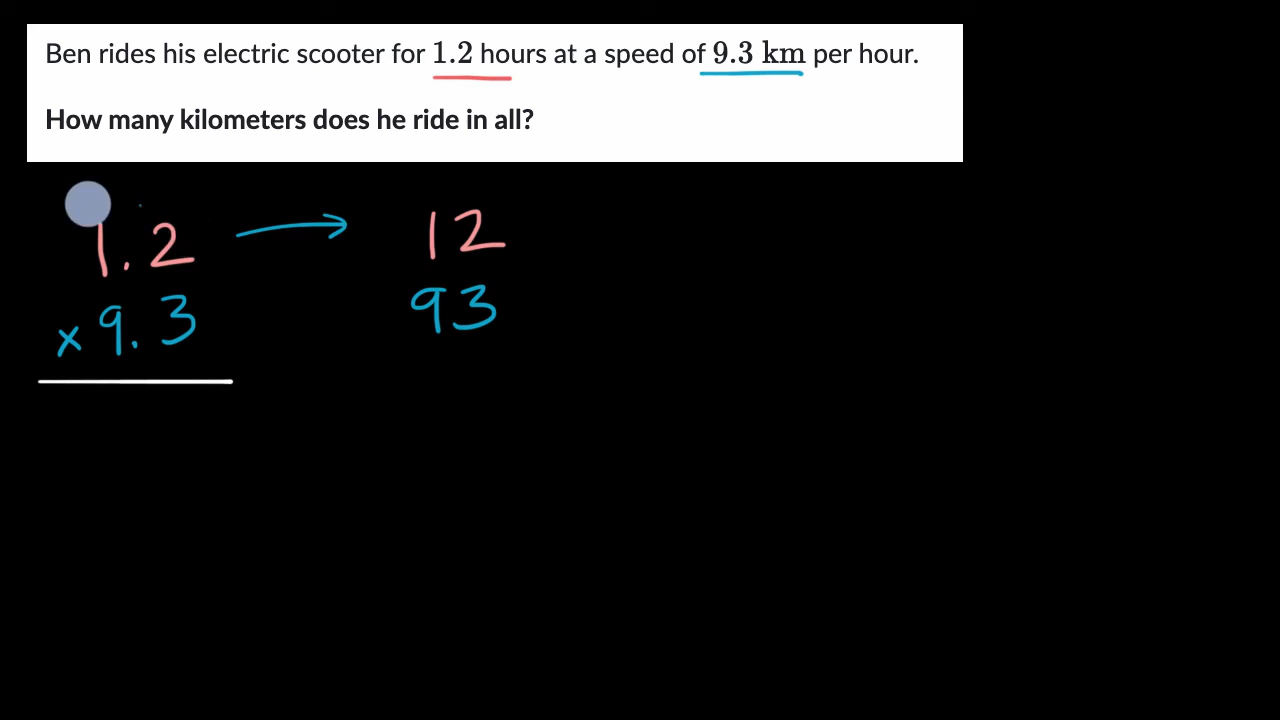 Ben rides his electric scooter for 1.2 hours at a speed of 9.3 km per hour.
How many kilometers does he ride in all?
1.2 → 12
× 9.3 93